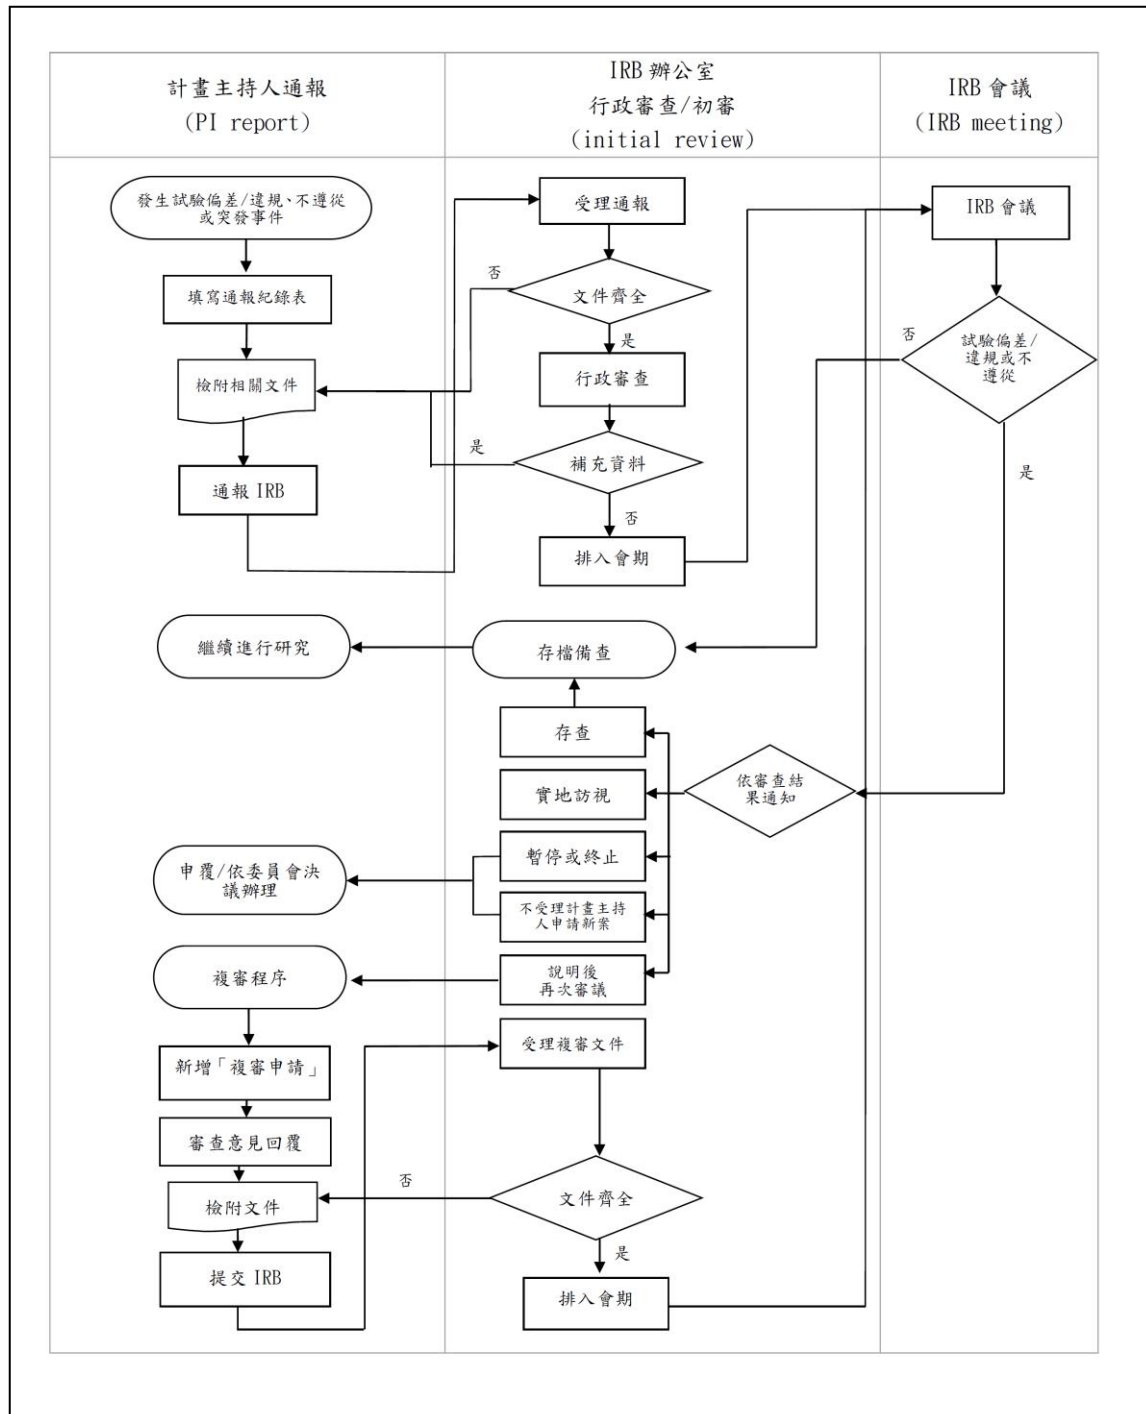 計畫主持人通報
(PI report)
IRB 辦公室
行政審查/初審
(initial review)
IRB 會議
(IRB meeting)
發生試驗偏差/違規、不遵從
或突發事件
填寫通報紀錄表
檢附相關文件
通報 IRB
受理通報
否
文件齊全
是
行政審查
是
補充資料
否
排入會期
IRB 會議
否
試驗偏差/
違規或不
遵從
是
繼續進行研究
存檔備查
存查
實地訪視
依審查結
果通知
暫停或終止
申覆/依委員會決
議辦理
不受理計畫主持
人申請新案
複審程序
說明後
再次審議
新增「複審申請」
受理複審文件
審查意見回覆
否
檢附文件
文件齊全
是
提交 IRB
排入會期